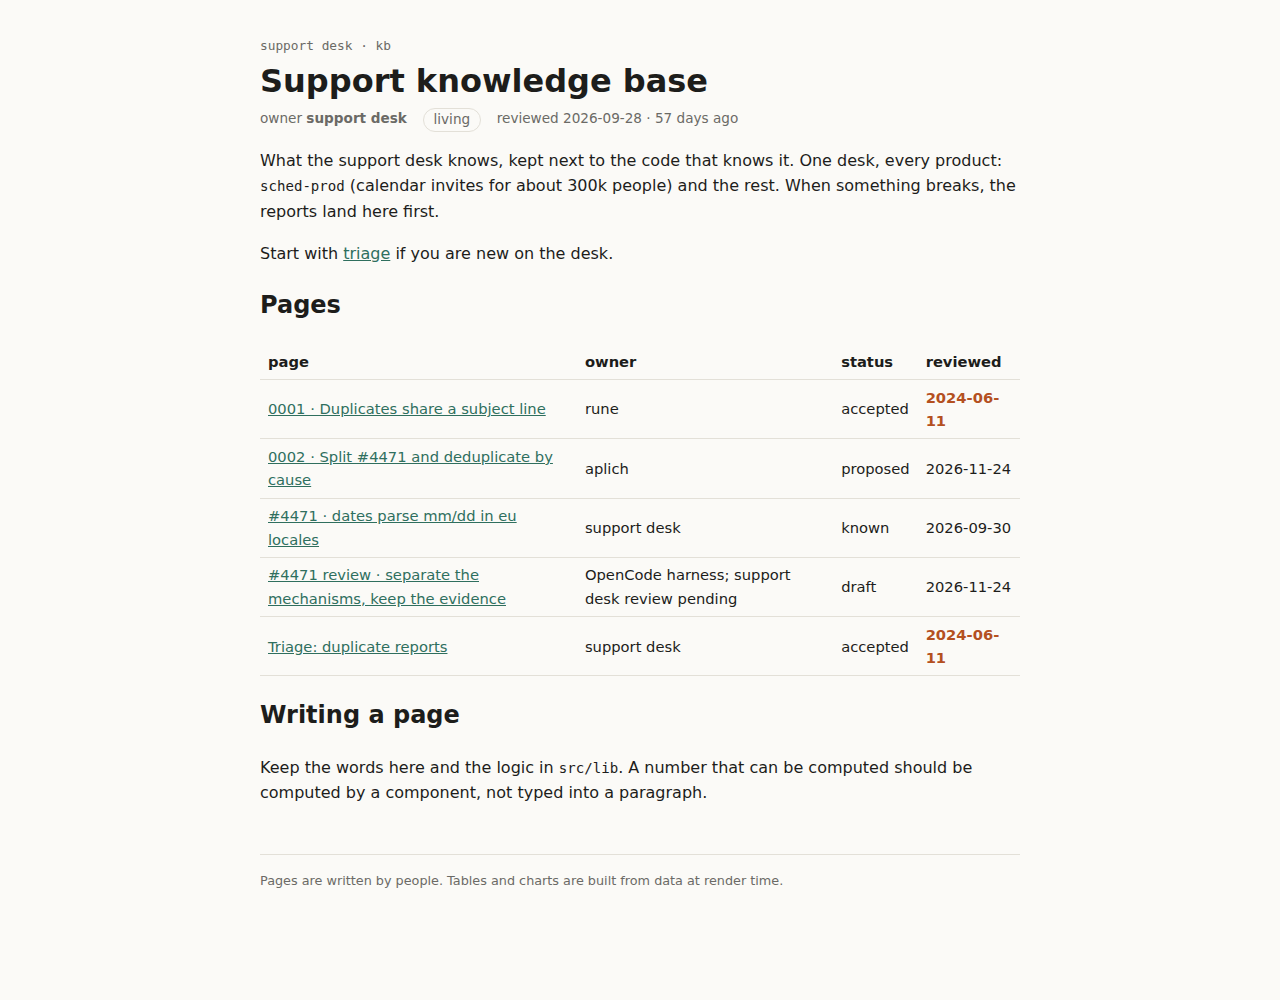 support desk · kb
Support knowledge base
owner support desk living reviewed 2026-09-28 · 57 days ago
What the support desk knows, kept next to the code that knows it. One desk, every product:
sched-prod (calendar invites for about 300k people) and the rest. When something breaks, the
reports land here first.
Start with triage if you are new on the desk.
Pages
page owner status reviewed
0001 · Duplicates share a subject line rune accepted 2024-06-
11
0002 · Split #4471 and deduplicate by
cause aplich proposed 2026-11-24
#4471 · dates parse mm/dd in eu
locales support desk known 2026-09-30
#4471 review · separate the
mechanisms, keep the evidence OpenCode harness; support
desk review pending draft 2026-11-24
Triage: duplicate reports support desk accepted 2024-06-
11
Writing a page
Keep the words here and the logic in src/lib. A number that can be computed should be
computed by a component, not typed into a paragraph.
Pages are written by people. Tables and charts are built from data at render time.